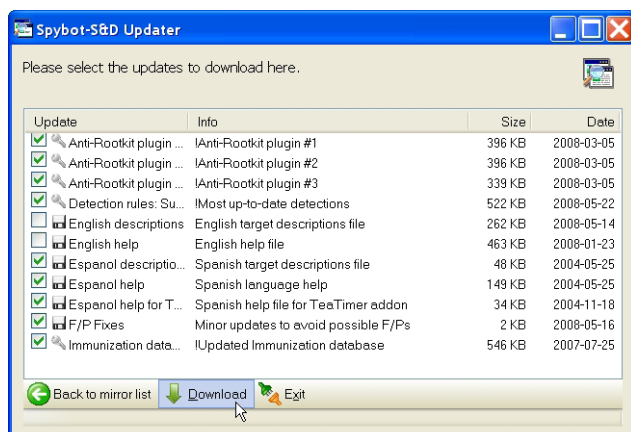 Spybot-S&D Updater
Please select the updates to download here.
Update Info Size Date
Anti-Rootkit plugin ... !Anti-Rootkit plugin #1 396 KB 2008-03-05
Anti-Rootkit plugin ... !Anti-Rootkit plugin #2 396 KB 2008-03-05
Anti-Rootkit plugin ... !Anti-Rootkit plugin #3 339 KB 2008-03-05
Detection rules: Su... !Most up-to-date detections 522 KB 2008-05-22
English descriptions English target descriptions file 262 KB 2008-05-14
English help English help file 463 KB 2008-01-23
Espanol descriptio... Spanish target descriptions file 48 KB 2004-05-25
Espanol help Spanish language help 149 KB 2004-05-25
Espanol help for T... Spanish help file for TeaTimer addon 34 KB 2004-11-18
F/P Fixes Minor updates to avoid possible F/Ps 2 KB 2008-05-16
Immunization data... !Updated Immunization database 546 KB 2007-07-25
Back to mirror list Download Exit